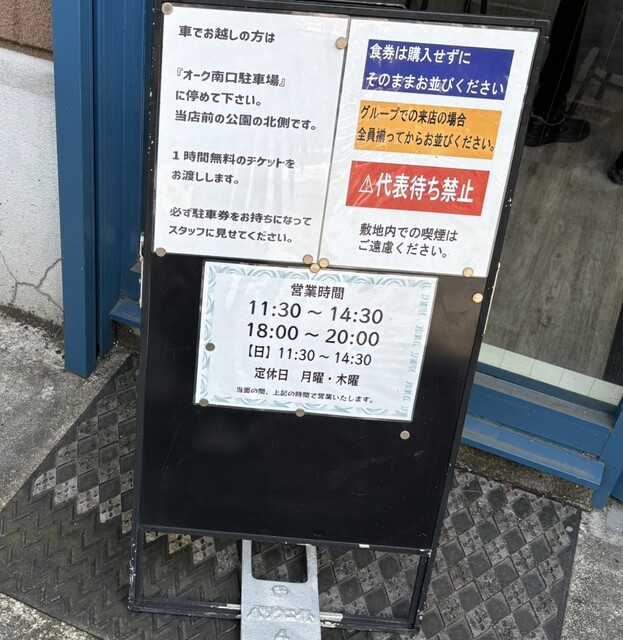 車でお越しの方は
『オーク南口駐車場』
に停めて下さい。
当店前の公園の北側です。
1時間無料のチケットを
お渡しします。
必ず駐車券をお持ちになって
スタッフに見せてください。
食券は購入せずに
そのままお並びください
グループでの来店の場合
全員揃ってからお並びください。
⚠代表待ち禁止
敷地内での喫煙は
ご遠慮ください。
営業時間
11:30～14:30
18:00～20:00
【日】11:30～14:30
定休日 月曜・木曜
当面の間、上記の時間で営業いたします。